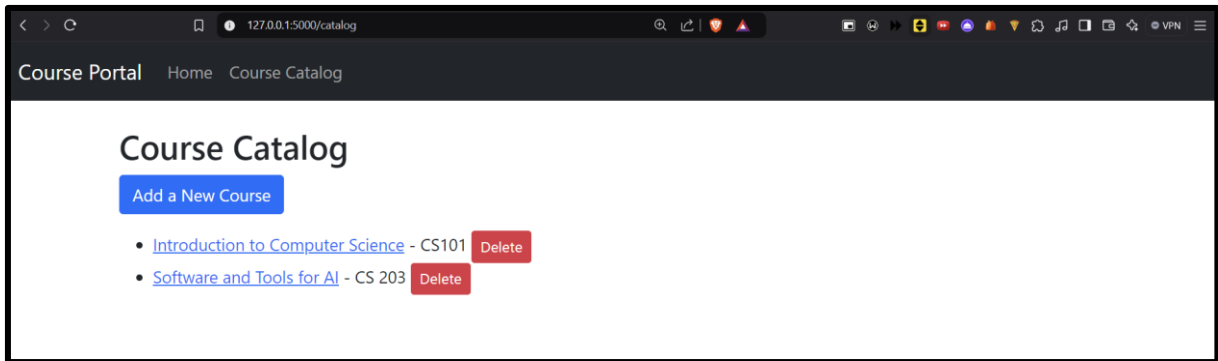 127.0.0.1:5000/catalog
VPN
Course Portal Home Course Catalog
Course Catalog
Add a New Course
Introduction to Computer Science - CS101 Delete
Software and Tools for AI - CS 203 Delete